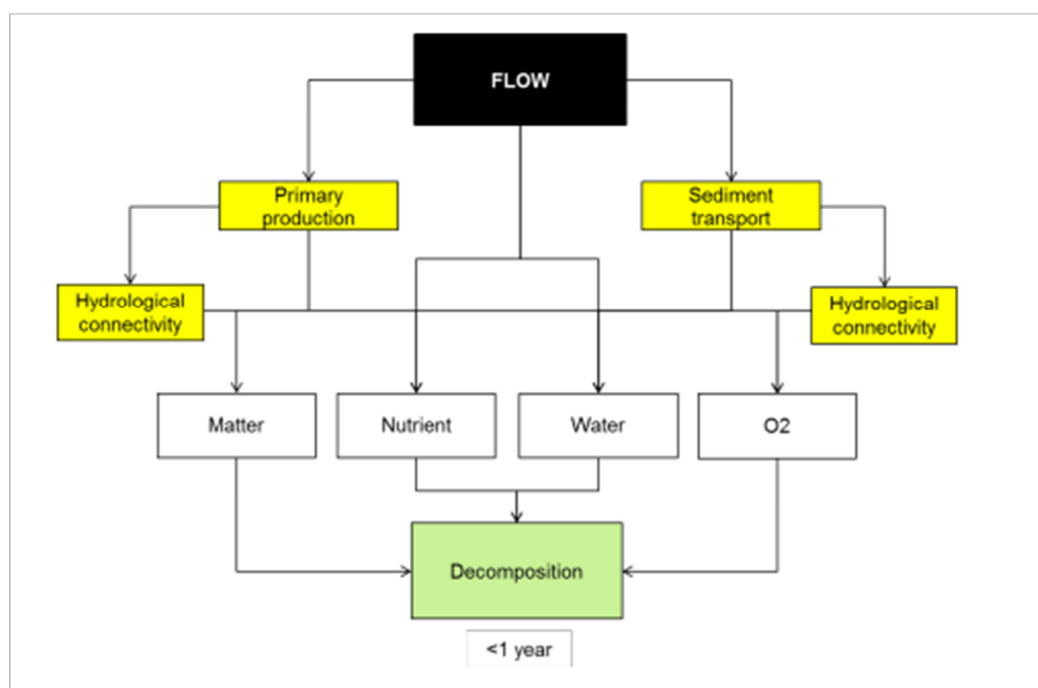 FLOW
Primary
production
Sediment
transport
Hydrological
connectivity
Hydrological
connectivity
Matter
Nutrient
Water
O2
Decomposition
<1 year